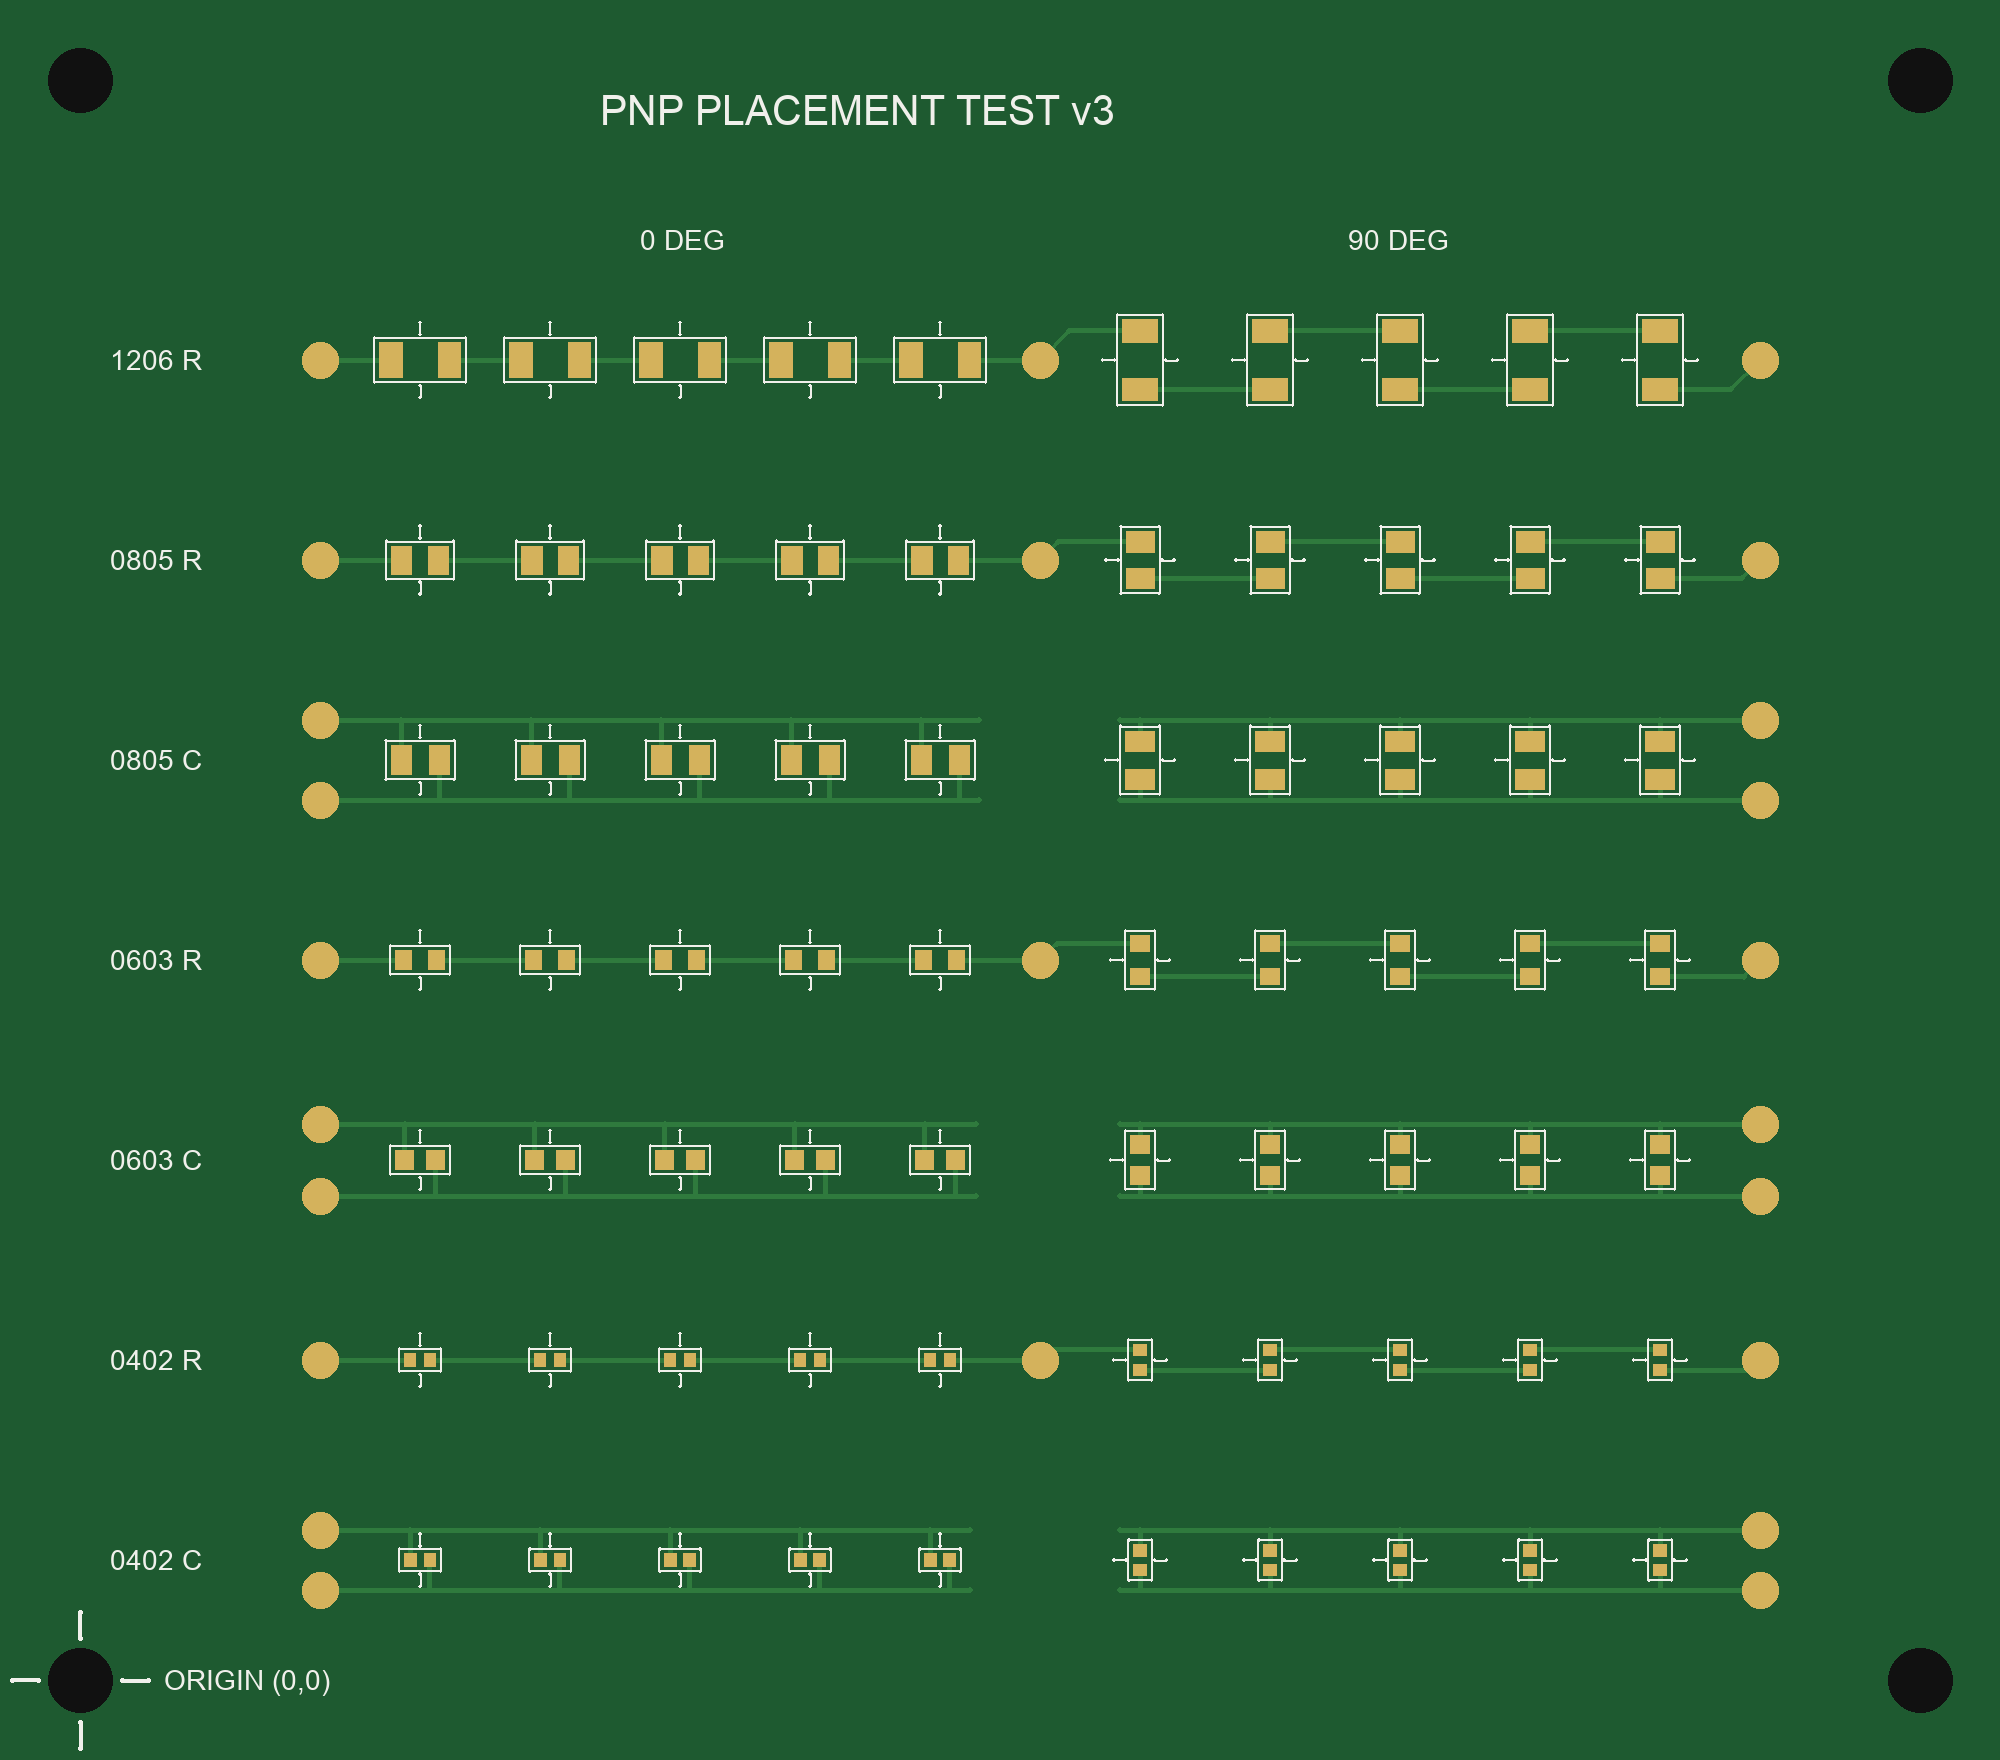 PNP PLACEMENT TEST v3
0 DEG
90 DEG
1206 R
0805 R
0805 C
0603 R
0603 C
0402 R
0402 C
ORIGIN (0,0)